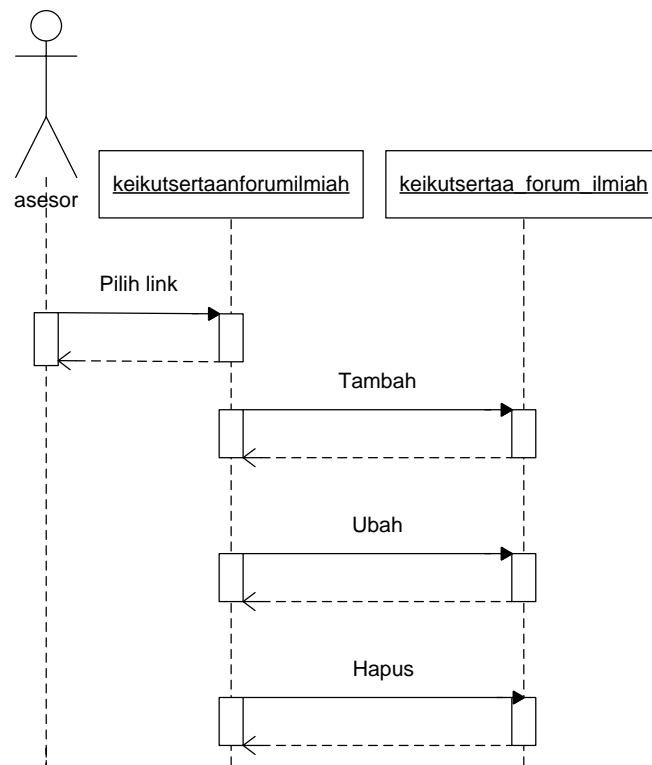 asesor
keikutsertaanforumilmiah
keikutsertaa_forum_ilmiah
Pilih link
Tambah
Ubah
Hapus